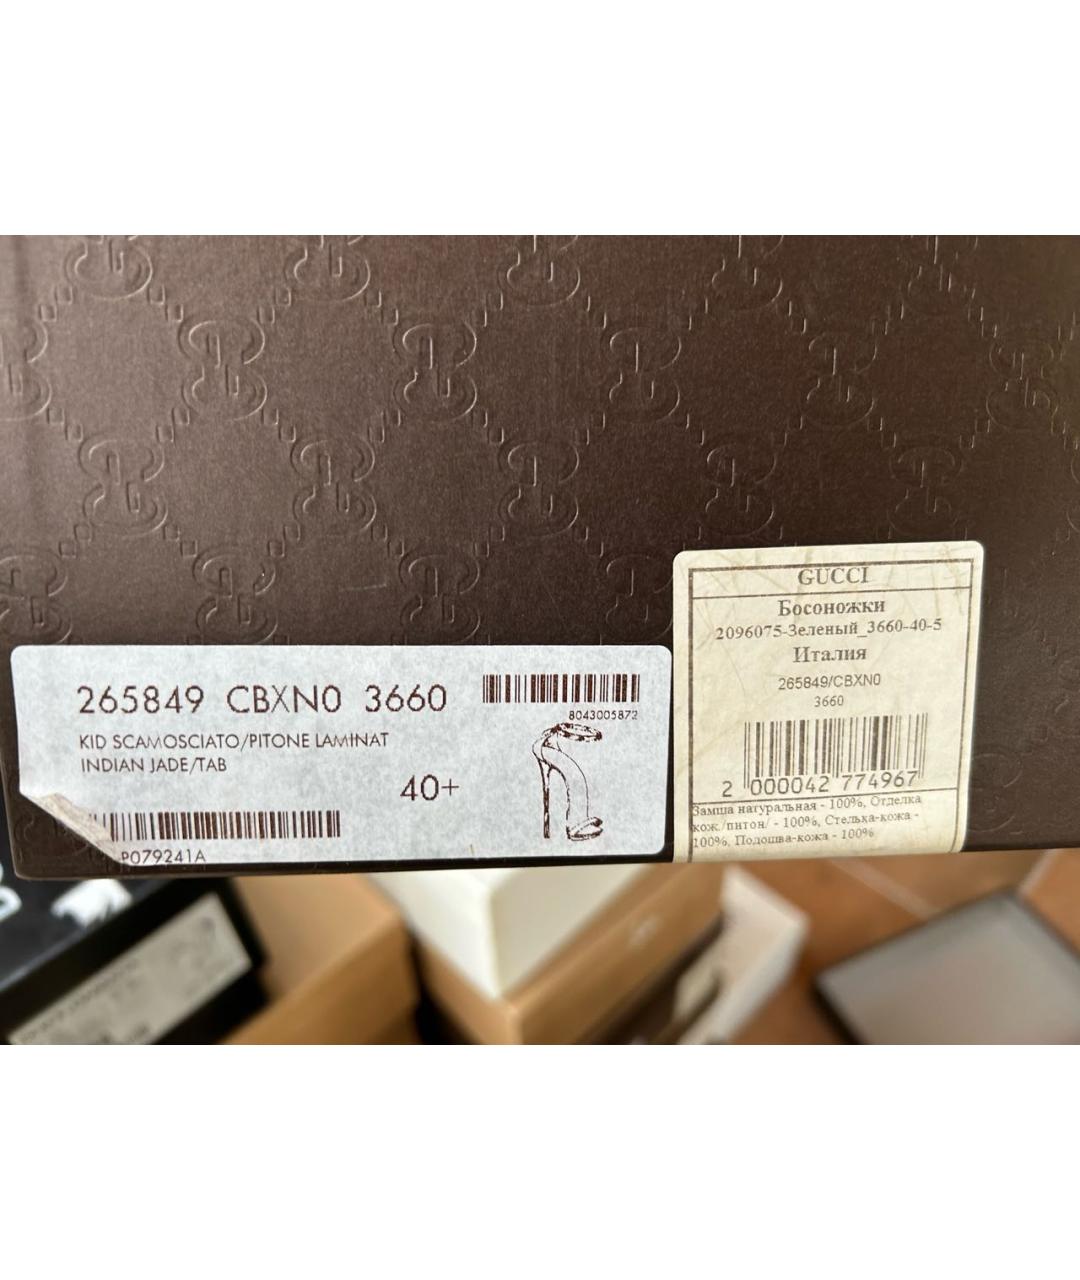 265849 CBXN0 3660
8043005872
KID SCAMOSCIATO/PITONE LAMINAT
INDIAN JADE/TAB
40+
P079241A
GUCCI
Босоножки
2096075-Зеленый_3660-40-5
Италия
265849/CBXN0
3660
2 000042 774967
Замша натуральная - 100%, Отделка
кож./питон/ - 100%, Стелька-кожа -
100%, Подошва-кожа - 100%